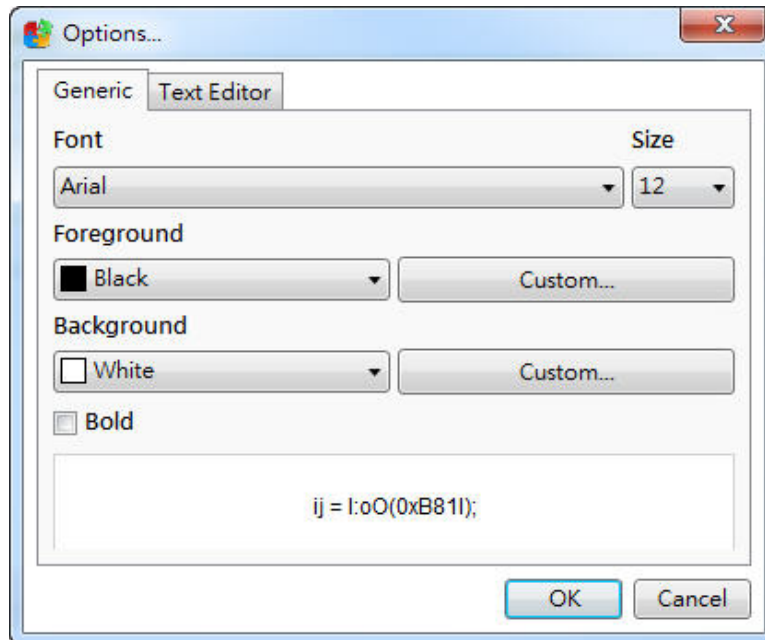 Options...
Generic Text Editor
Font Size
Arial 12
Foreground
Black Custom...
Background
White Custom...
Bold
ij = I:oO(0xB81l);
OK Cancel